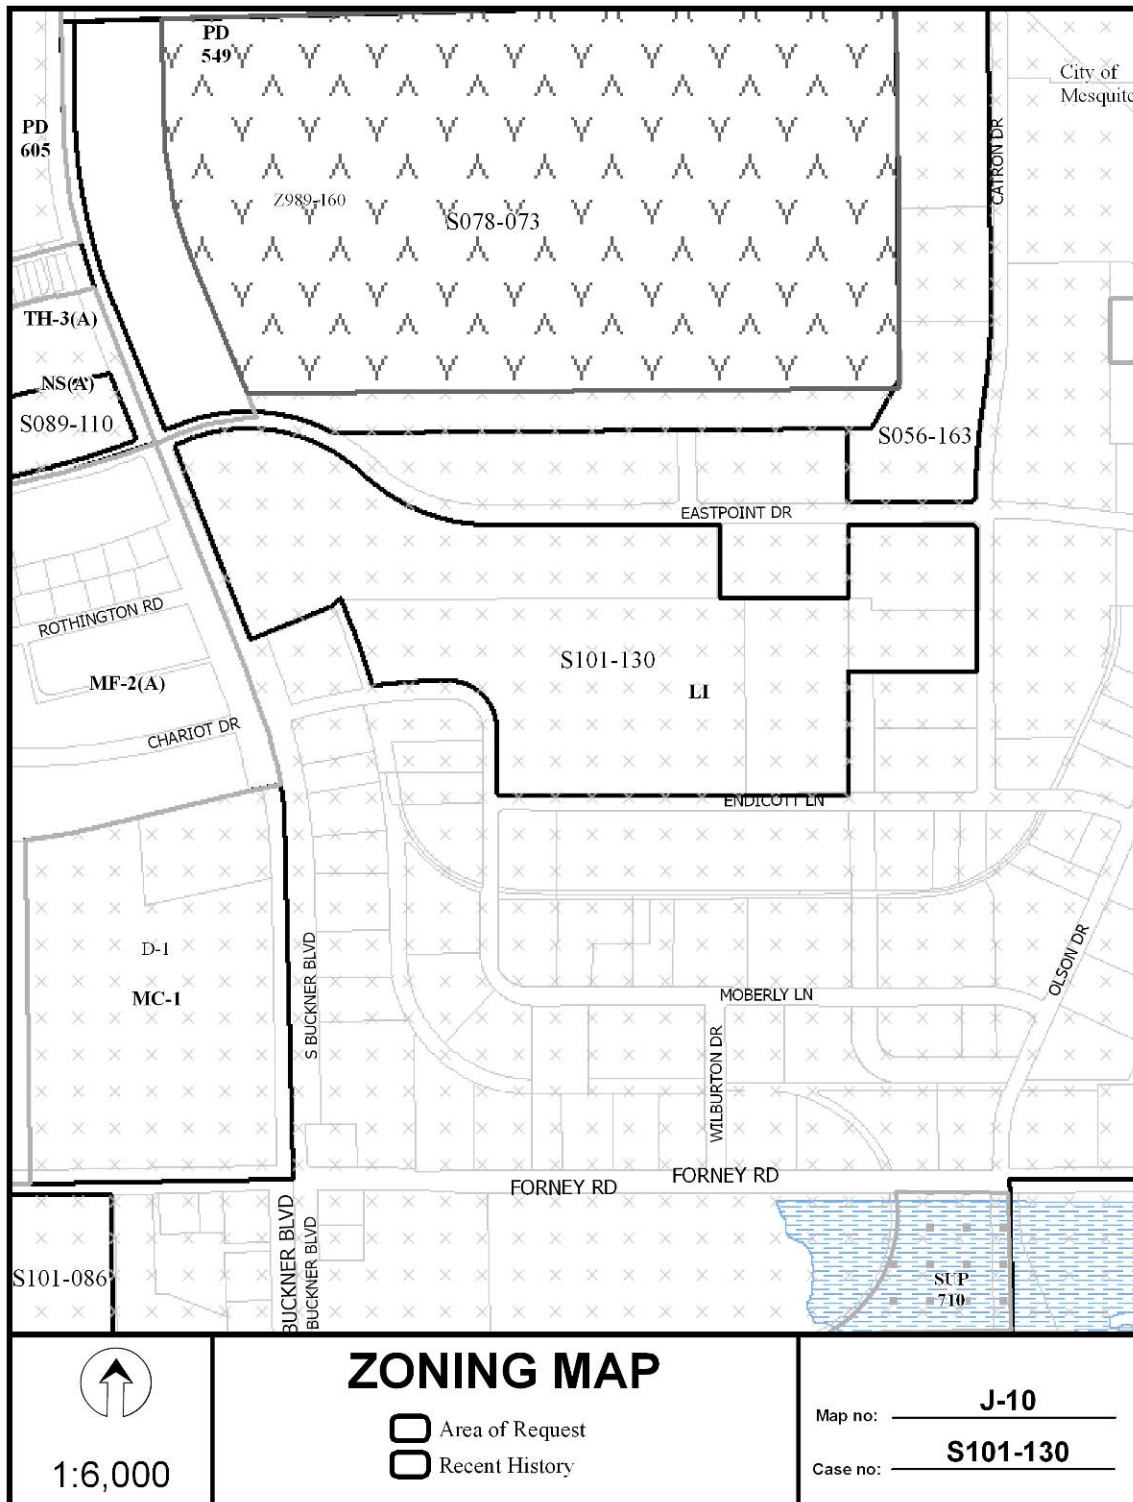 PD
549
City of
Mesquite
PD
605
CATRON DR
Z989-160
S078-073
TH-3(A)
NS(A)
S089-110
S056-163
EASTPOINT DR
ROTHINGTON RD
S101-130
LI
MF-2(A)
CHARIOT DR
ENDICOTT LN
D-1
MC-1
S BUCKNER BLVD
OLSON DR
MOBERLY LN
WILBURTON DR
FORNEY RD
FORNEY RD
BUCKNER BLVD
BUCKNER BLVD
S101-086
SUP
710
1:6,000
ZONING MAP
Area of Request
Recent History
Map no: J-10
Case no: S101-130